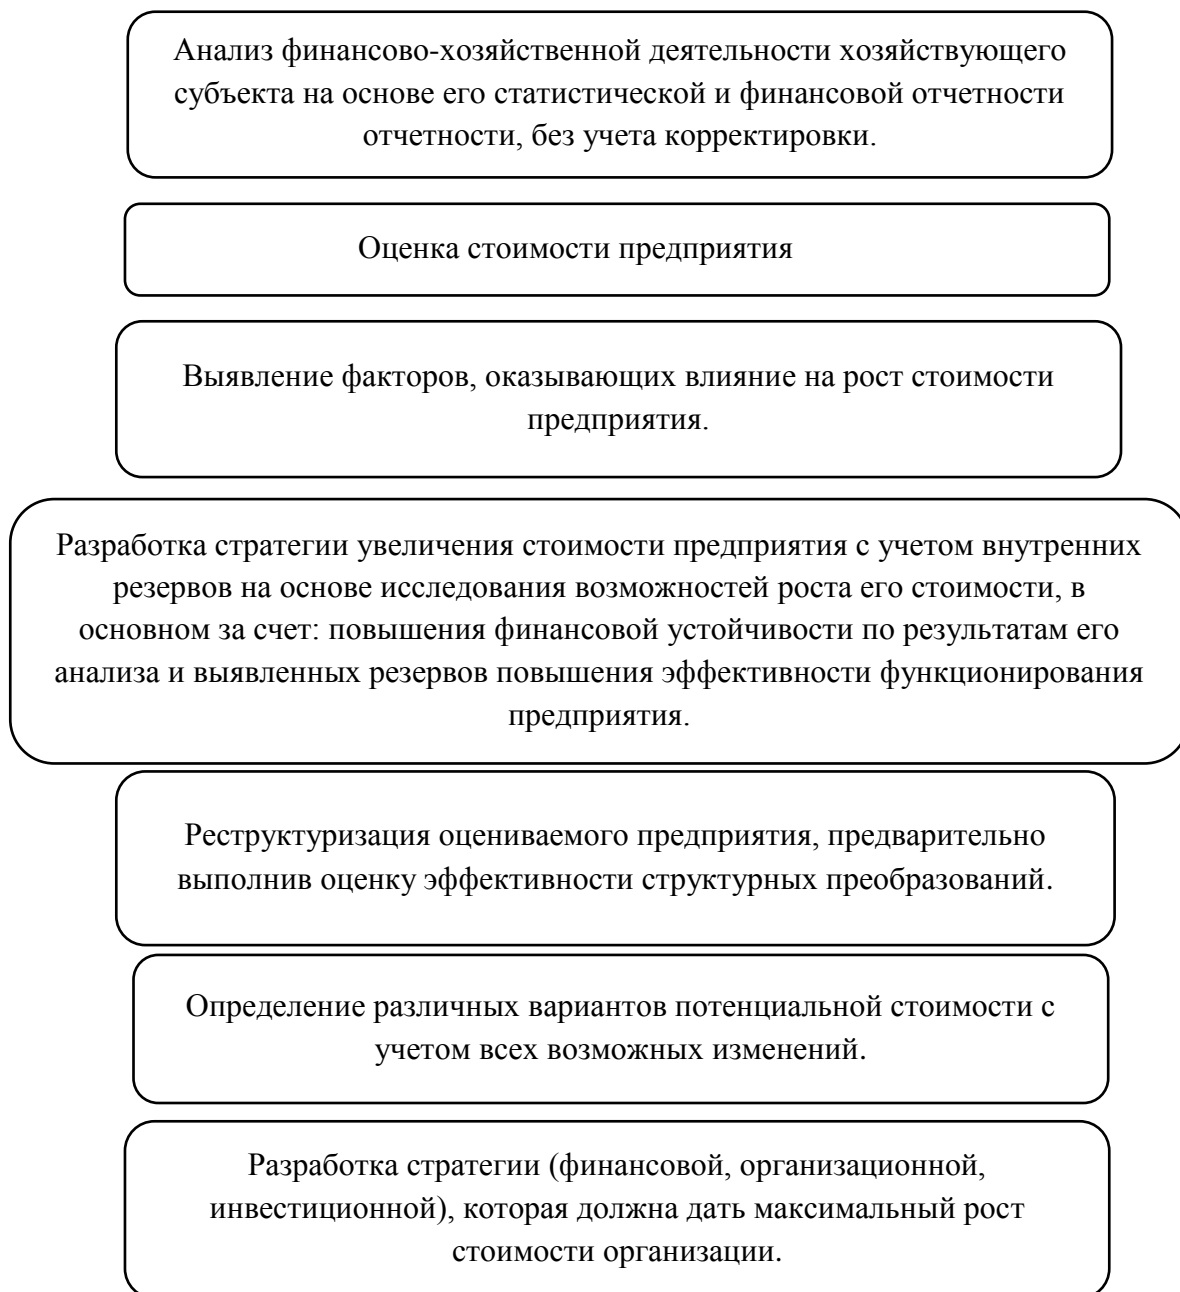 Анализ финансово-хозяйственной деятельности хозяйствующего
субъекта на основе его статистической и финансовой отчетности
отчетности, без учета корректировки.
Оценка стоимости предприятия
Выявление факторов, оказывающих влияние на рост стоимости
предприятия.
Разработка стратегии увеличения стоимости предприятия с учетом внутренних
резервов на основе исследования возможностей роста его стоимости, в
основном за счет: повышения финансовой устойчивости по результатам его
анализа и выявленных резервов повышения эффективности функционирования
предприятия.
Реструктуризация оцениваемого предприятия, предварительно
выполнив оценку эффективности структурных преобразований.
Определение различных вариантов потенциальной стоимости с
учетом всех возможных изменений.
Разработка стратегии (финансовой, организационной,
инвестиционной), которая должна дать максимальный рост
стоимости организации.